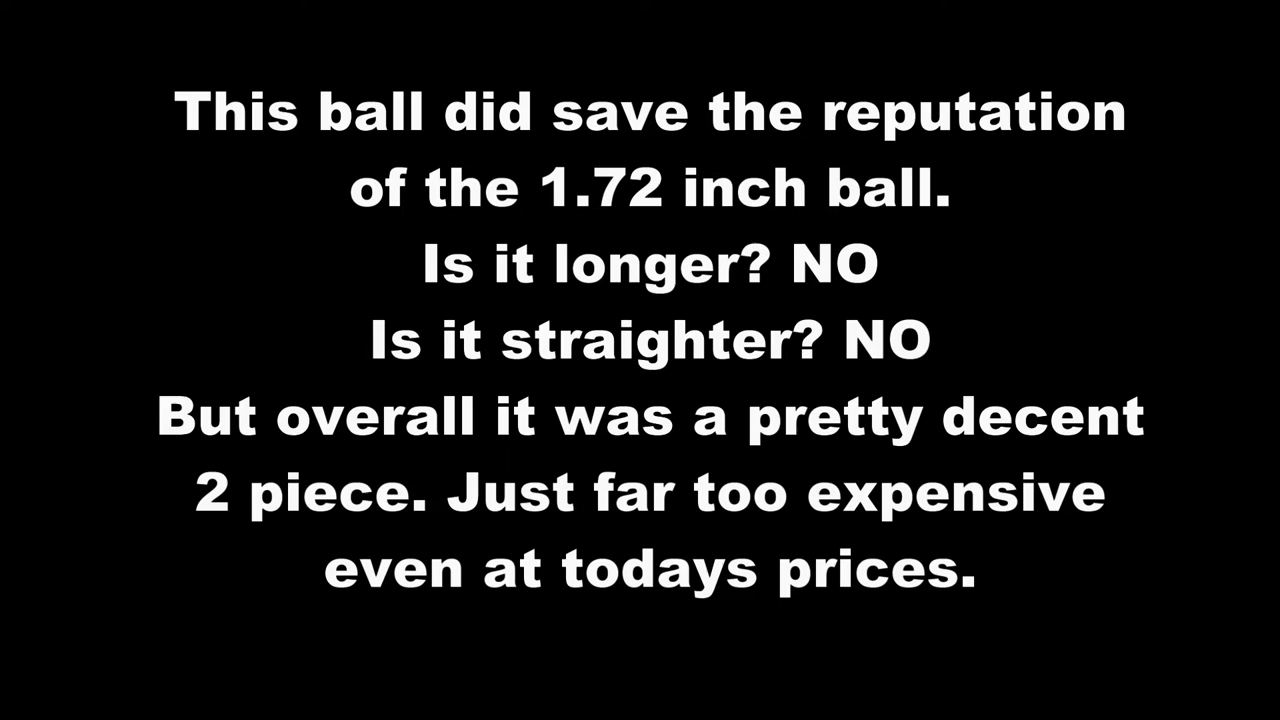 This ball did save the reputation
of the 1.72 inch ball.
Is it longer? NO
Is it straighter? NO
But overall it was a pretty decent
2 piece. Just far too expensive
even at todays prices.